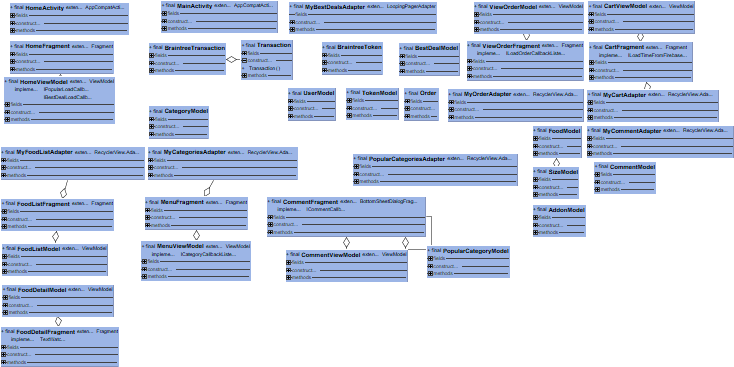 + final HomeActivity exten... AppCompatActi...
fields
construct...
methods
+ final MainActivity exten... AppCompatActi...
fields
construct...
methods
+ final MyBestDealsAdapter exten... LoopingPagerAdapter
fields
construct...
methods
+ final ViewOrderModel exten... ViewModel
fields
construct...
methods
+ final CartViewModel exten... ViewModel
fields
construct...
methods
+ final HomeFragment exten... Fragment
fields
construct...
methods
+ final BraintreeTransaction
fields
construct...
methods
+ final Transaction
fields
construct...
Transaction ( )
methods
+ final BraintreeToken
fields
construct...
methods
+ final BestDealModel
fields
construct...
methods
+ final ViewOrderFragment exten... Fragment
impleme... ILoadOrderCallbackListe...
fields
construct...
methods
+ final CartFragment exten... Fragment
impleme... ILoadTimeFromFirebase...
fields
construct...
methods
+ final HomeViewModel exten... ViewModel
impleme... IPopularLoadCallb...
IBestDealLoadCallb...
fields
construct...
methods
+ final UserModel
fields
construct...
methods
+ final TokenModel
fields
construct...
methods
+ final Order
fields
construct...
methods
+ final MyOrderAdapter exten... RecyclerView.Ada...
fields
construct...
methods
+ final MyCartAdapter exten... RecyclerView.Ada...
fields
construct...
methods
+ final CategoryModel
fields
construct...
methods
+ final FoodModel
fields
construct...
methods
+ final MyCommentAdapter exten... RecyclerView.Ada...
fields
construct...
methods
+ final MyFoodListAdapter exten... RecyclerView.Ada...
fields
construct...
methods
+ final MyCategoriesAdapter exten... RecyclerView.Ada...
fields
construct...
methods
+ final PopularCategoriesAdapter exten... RecyclerView.Ada...
fields
construct...
methods
+ final SizeModel
fields
construct...
methods
+ final CommentModel
fields
construct...
methods
+ final FoodListFragment exten... Fragment
fields
construct...
methods
+ final MenuFragment exten... Fragment
fields
construct...
methods
+ final CommentFragment exten... BottomSheetDialogFrag...
impleme... ICommentCallb...
fields
construct...
methods
+ final AddonModel
fields
construct...
methods
+ final FoodListModel exten... ViewModel
fields
construct...
methods
+ final MenuViewModel exten... ViewModel
impleme... ICategoryCallbackListe...
fields
construct...
methods
+ final CommentViewModel exten... ViewModel
fields
construct...
methods
+ final PopularCategoryModel
fields
construct...
methods
+ final FoodDetailModel exten... ViewModel
fields
construct...
methods
+ final FoodDetailFragment exten... Fragment
impleme... TextWatc...
fields
construct...
methods